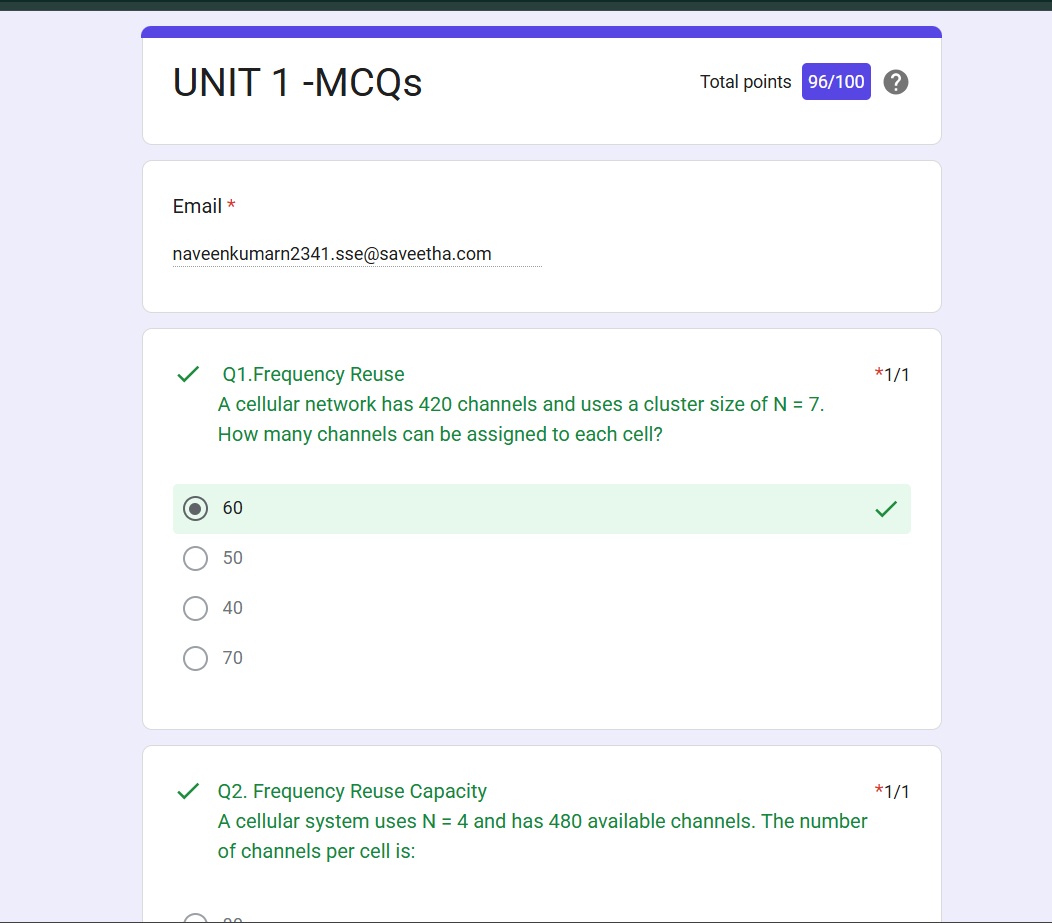 UNIT 1 -MCQs
Total points 96/100
Email *
naveenkumarn2341.sse@saveetha.com
Q1.Frequency Reuse *1/1
A cellular network has 420 channels and uses a cluster size of N = 7.
How many channels can be assigned to each cell?
60
50
40
70
Q2. Frequency Reuse Capacity *1/1
A cellular system uses N = 4 and has 480 available channels. The number
of channels per cell is: